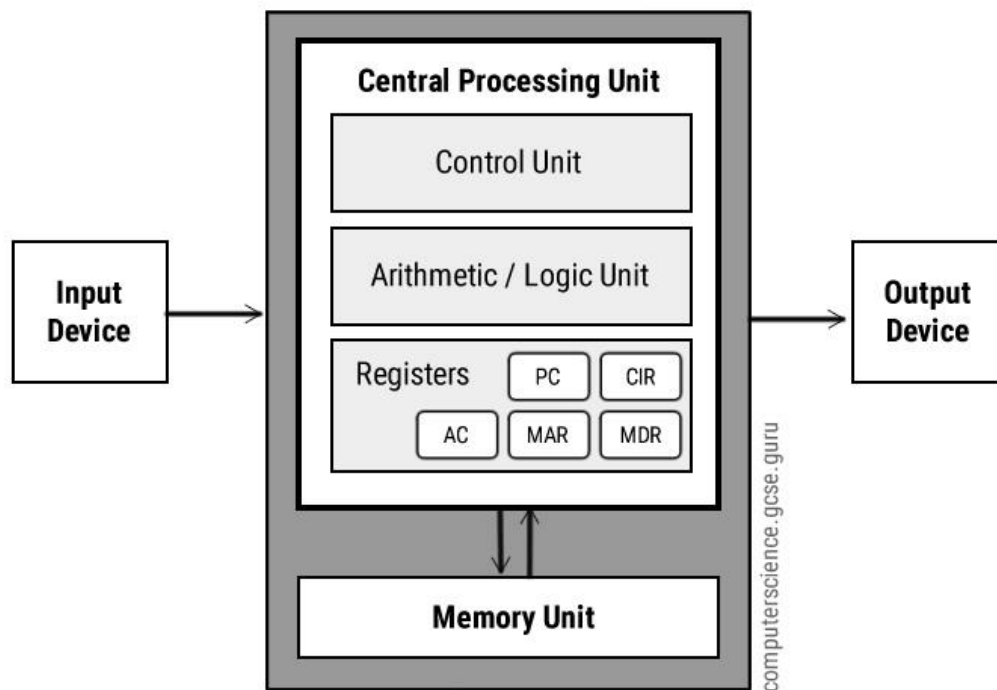 Central Processing Unit
Control Unit
Arithmetic / Logic Unit
Input
Device
Output
Device
Registers
PC
CIR
AC
MAR
MDR
Memory Unit
computerscience.gcse.guru